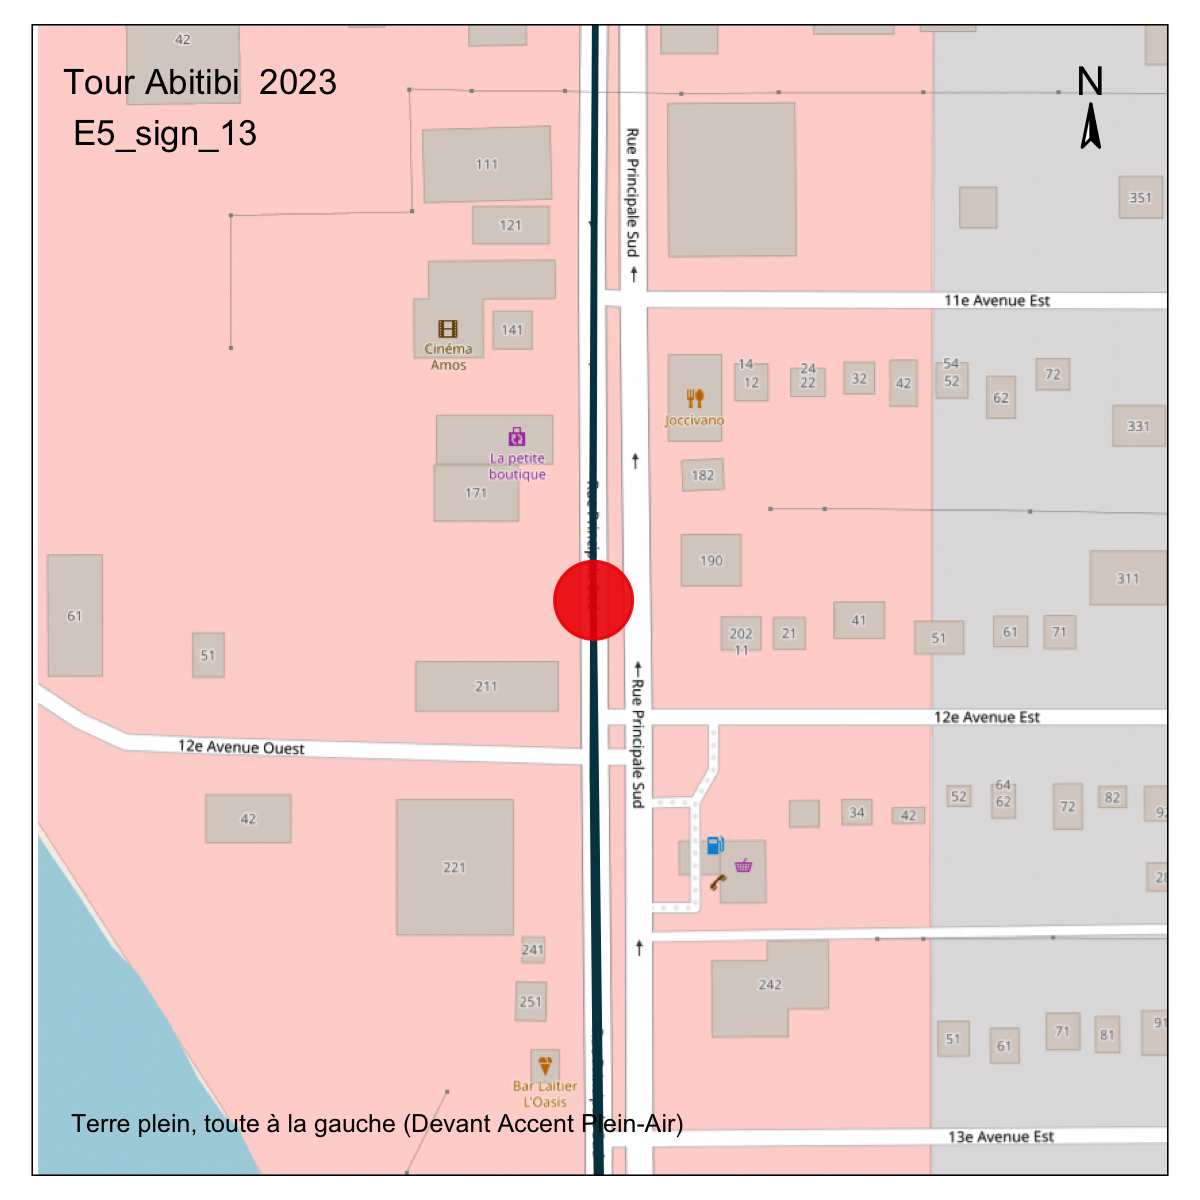 42
Tour Abitibi 2023
N
E5_sign_13
111
121
Rue Principale Sud
351
11e Avenue Est
141
Cinéma
Amos
14
12
24
22
32
42
54
52
62
72
Joccivano
331
La petite
boutique
171
182
190
311
61
51
202
11
21
41
51
61
71
211
Rue Principale Sud
12e Avenue Est
12e Avenue Ouest
42
221
34
42
52
64
62
72
82
241
251
242
51
61
71
81
91
Bar Laitier
L'Oasis
Terre plein, toute à la gauche (Devant Accent Plein-Air)
13e Avenue Est